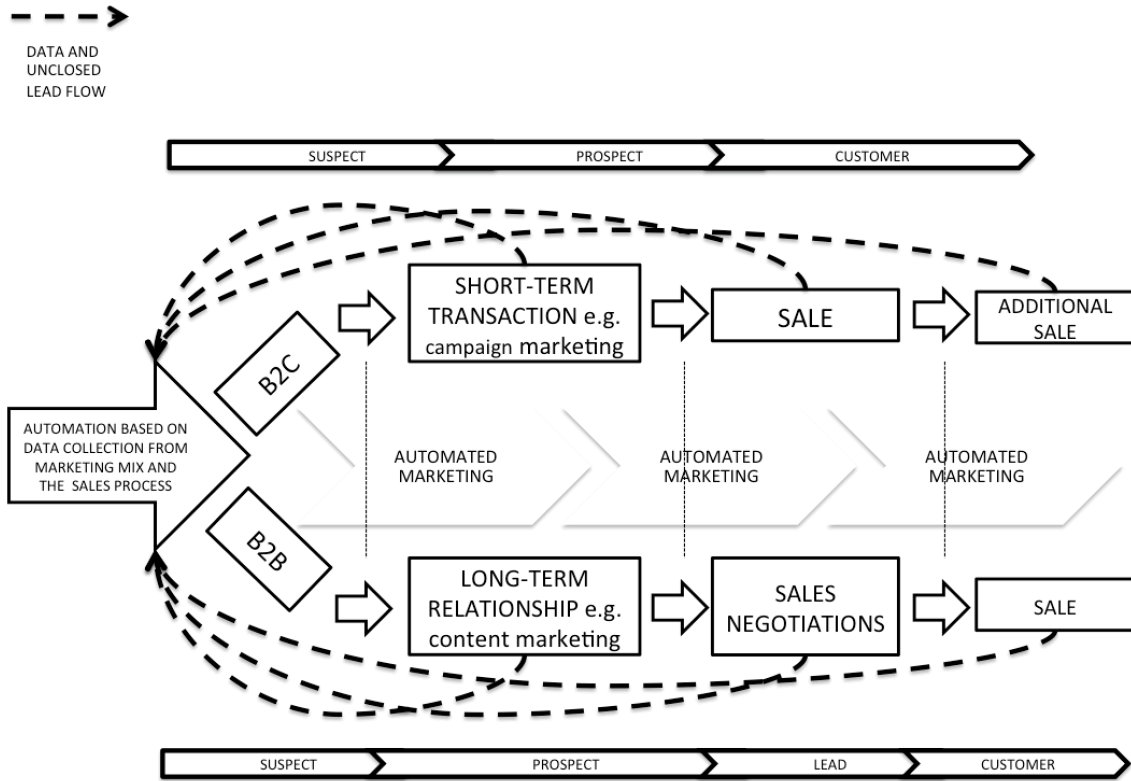 DATA AND
UNCLOSED
LEAD FLOW
SUSPECT
PROSPECT
CUSTOMER
SHORT-TERM
TRANSACTION e.g.
campaign marketing
SALE
ADDITIONAL
SALE
B2C
AUTOMATION BASED ON
DATA COLLECTION FROM
MARKETING MIX AND
THE SALES PROCESS
AUTOMATED
MARKETING
AUTOMATED
MARKETING
AUTOMATED
MARKETING
B2B
LONG-TERM
RELATIONSHIP e.g.
content marketing
SALES
NEGOTIATIONS
SALE
SUSPECT
PROSPECT
LEAD
CUSTOMER